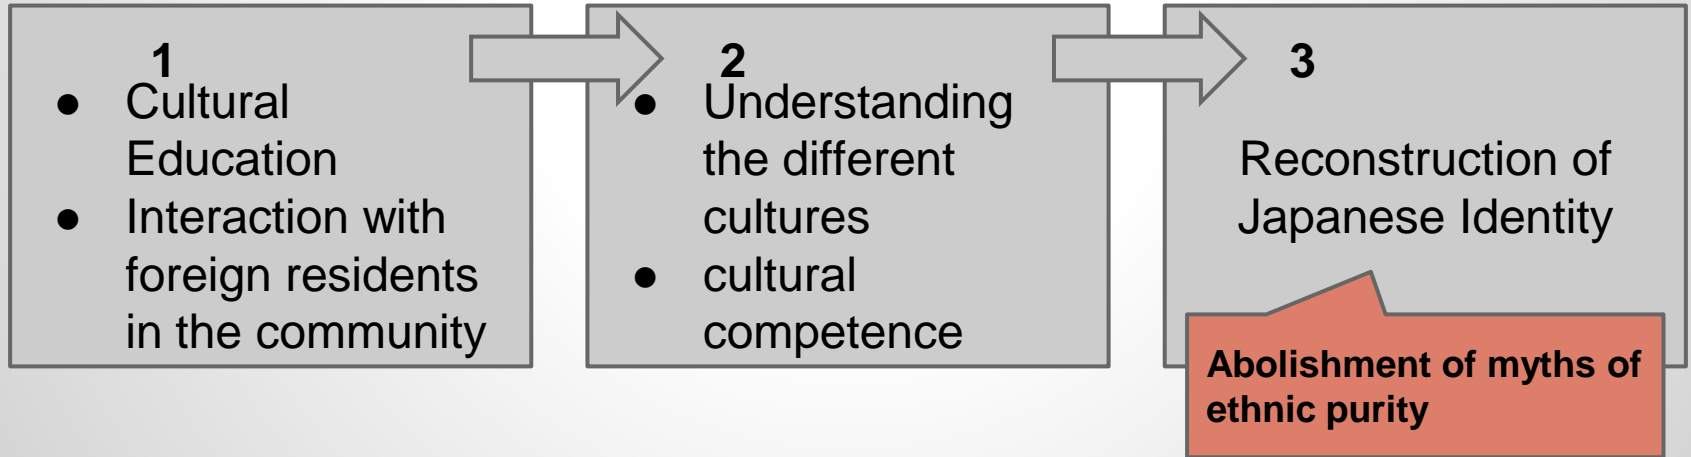 1
● Cultural
Education
● Interaction with
foreign residents
in the community
2
● Understanding
the different
cultures
● cultural
competence
3
Reconstruction of
Japanese Identity
Abolishment of myths of
ethnic purity